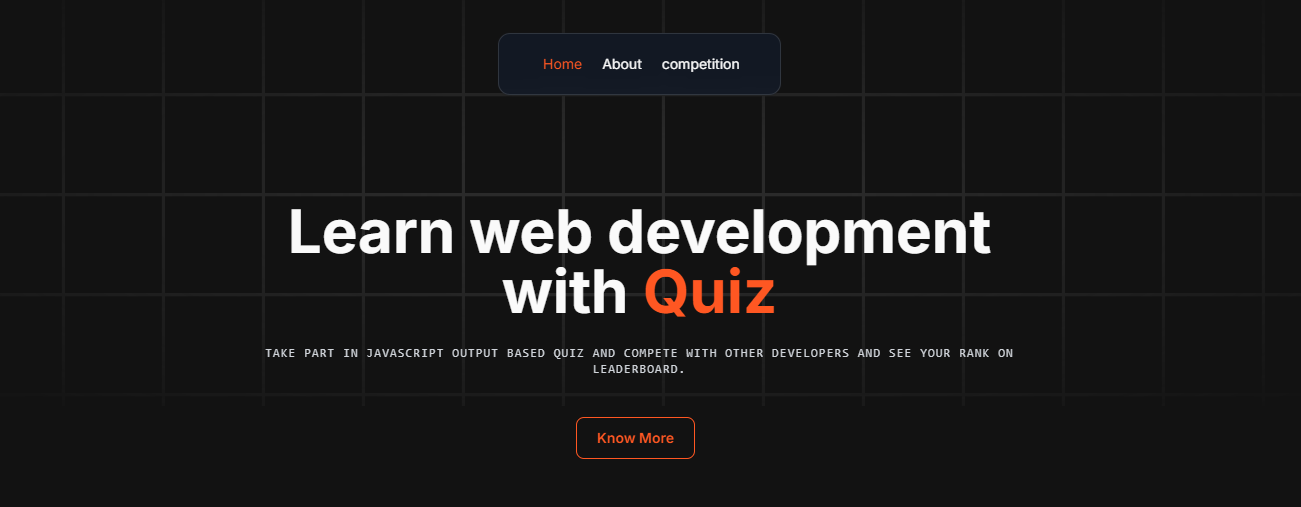 Home About competition
Learn web development
with Quiz
TAKE PART IN JAVASCRIPT OUTPUT BASED QUIZ AND COMPETE WITH OTHER DEVELOPERS AND SEE YOUR RANK ON
LEADERBOARD.
Know More